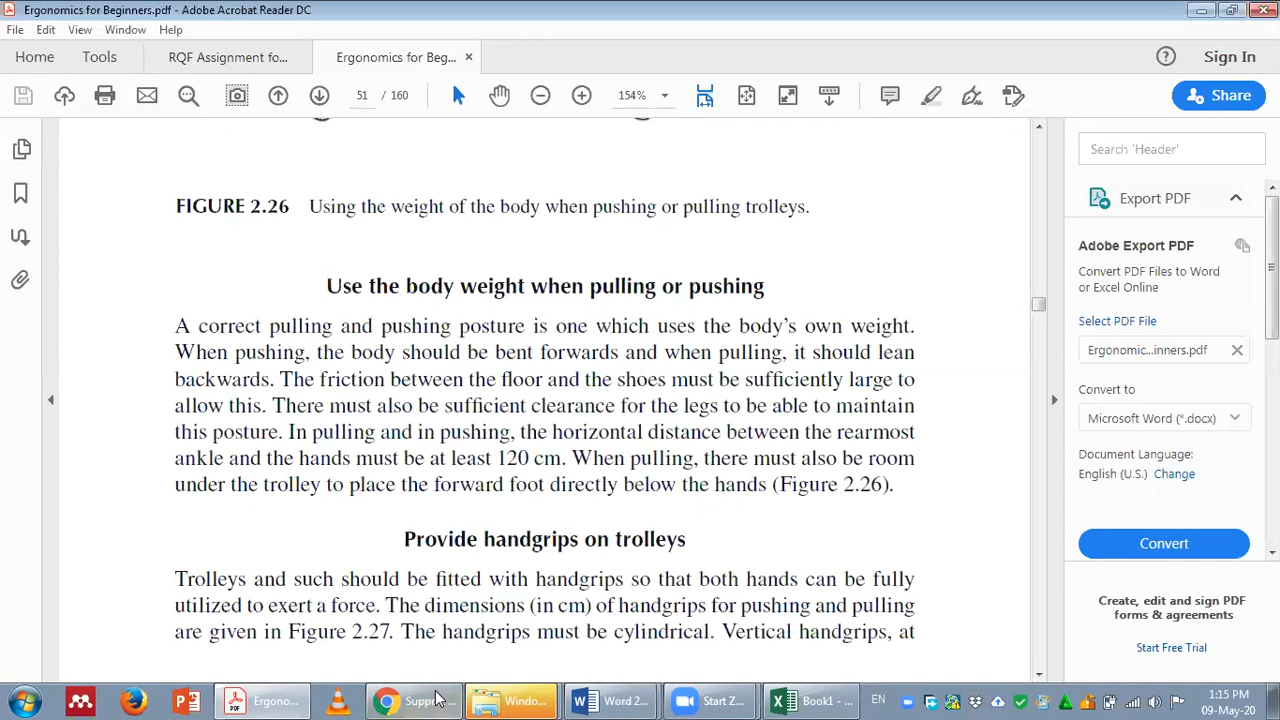 Ergonomics for Beginners.pdf - Adobe Acrobat Reader DC
File Edit View Window Help
Home Tools RQF Assignment fo... Ergonomics for Beg... Sign In
51 / 160 154% Share
FIGURE 2.26 Using the weight of the body when pushing or pulling trolleys.
Use the body weight when pulling or pushing
A correct pulling and pushing posture is one which uses the body's own weight.
When pushing, the body should be bent forwards and when pulling, it should lean
backwards. The friction between the floor and the shoes must be sufficiently large to
allow this. There must also be sufficient clearance for the legs to be able to maintain
this posture. In pulling and in pushing, the horizontal distance between the rearmost
ankle and the hands must be at least 120 cm. When pulling, there must also be room
under the trolley to place the forward foot directly below the hands (Figure 2.26).
Provide handgrips on trolleys
Trolleys and such should be fitted with handgrips so that both hands can be fully
utilized to exert a force. The dimensions (in cm) of handgrips for pushing and pulling
are given in Figure 2.27. The handgrips must be cylindrical. Vertical handgrips, at
Search 'Header'
Export PDF
Adobe Export PDF
Convert PDF Files to Word
or Excel Online
Select PDF File
Ergonomic...inners.pdf
Convert to
Microsoft Word (*.docx)
Document Language:
English (U.S.) Change
Convert
Create, edit and sign PDF
forms & agreements
Start Free Trial
Ergono... Windo... Word 2... Start Z... Book1 - ... EN
1:15 PM
09-May-20